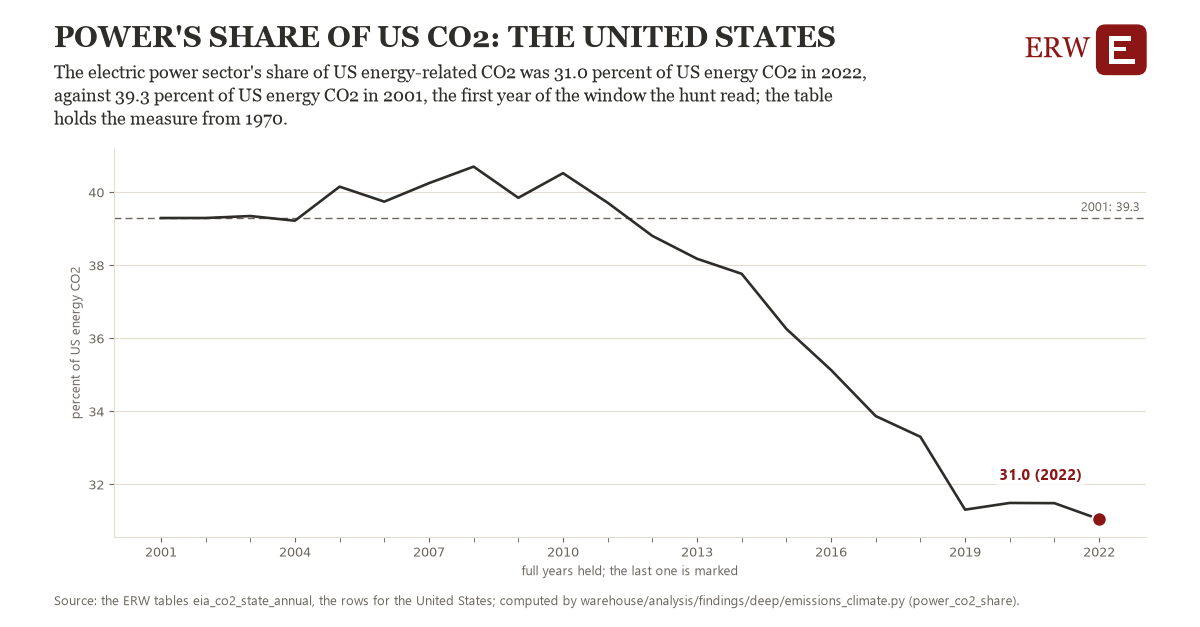 POWER'S SHARE OF US CO2: THE UNITED STATES
ERW E
The electric power sector's share of US energy-related CO2 was 31.0 percent of US energy CO2 in 2022,
against 39.3 percent of US energy CO2 in 2001, the first year of the window the hunt read; the table
holds the measure from 1970.
40
2001: 39.3
38
36
34
32
percent of US energy CO2
31.0 (2022)
2001 2004 2007 2010 2013 2016 2019 2022
full years held; the last one is marked
Source: the ERW tables eia_co2_state_annual, the rows for the United States; computed by warehouse/analysis/findings/deep/emissions_climate.py (power_co2_share).